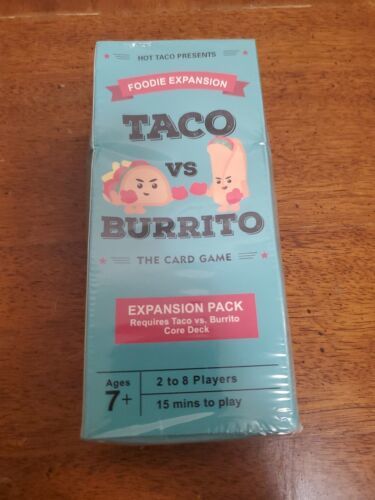 HOT TACO PRESENTS
FOODIE EXPANSION
TACO
VS
BURRITO
THE CARD GAME
EXPANSION PACK
Requires Taco vs. Burrito
Core Deck
Ages
7+
2 to 8 Players
15 mins to play